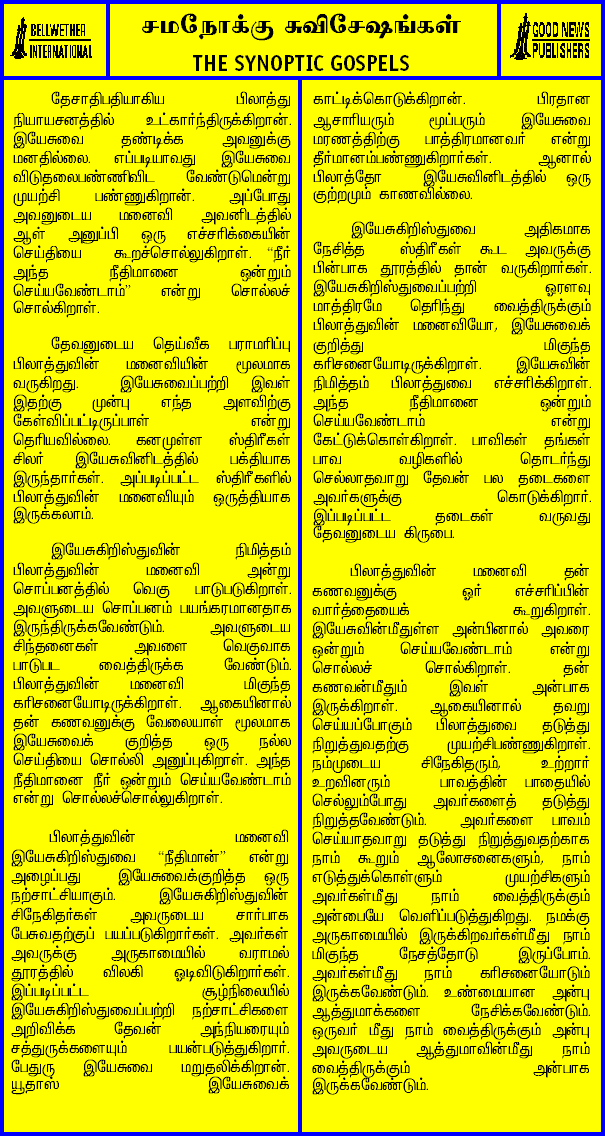 BELLWETHER
INTERNATIONAL
சமநோக்கு சுவிசேஷங்கள்
THE SYNOPTIC GOSPELS
GOOD NEWS
PUBLISHERS
தேசாதிபதியாகிய பிலாத்து
நியாயசனத்தில் உட்கார்ந்திருக்கிறான்.
இயேசுவை தண்டிக்க அவனுக்கு
மனதில்லை. எப்படியாவது இயேசுவை
விடுதலைபண்ணிவிட வேண்டுமென்று
முயற்சி பண்ணுகிறான். அப்போது
அவனுடைய மனைவி அவனிடத்தில்
ஆள் அனுப்பி ஒரு எச்சரிக்கையின்
செய்தியை கூறச்சொல்லுகிறாள். “நீர்
அந்த நீதிமானை ஒன்றும்
செய்யவேண்டாம்” என்று சொல்லச்
சொல்கிறாள்.
தேவனுடைய தெய்வீக பராமரிப்பு
பிலாத்துவின் மனைவியின் மூலமாக
வருகிறது. இயேசுவைப்பற்றி இவள்
இதற்கு முன்பு எந்த அளவிற்கு
கேள்விப்பட்டிருப்பாள் என்று
தெரியவில்லை. கனமுள்ள ஸ்திரீகள்
சிலர் இயேசுவினிடத்தில் பக்தியாக
இருந்தார்கள். அப்படிப்பட்ட ஸ்திரீகளில்
பிலாத்துவின் மனைவியும் ஒருத்தியாக
இருக்கலாம்.
இயேசுகிறிஸ்துவின் நிமித்தம்
பிலாத்துவின் மனைவி அன்று
சொப்பனத்தில் வெகு பாடுபடுகிறாள்.
அவளுடைய சொப்பனம் பயங்கரமானதாக
இருந்திருக்கவேண்டும். அவளுடைய
சிந்தனைகள் அவளை வெகுவாக
பாடுபட வைத்திருக்க வேண்டும்.
பிலாத்துவின் மனைவி மிகுந்த
கரிசனையோடிருக்கிறாள். ஆகையினால்
தன் கணவனுக்கு வேலையாள் மூலமாக
இயேசுவைக் குறித்த ஒரு நல்ல
செய்தியை சொல்லி அனுப்புகிறாள். அந்த
நீதிமானை நீர் ஒன்றும் செய்யவேண்டாம்
என்று சொல்லச்சொல்லுகிறாள்.
பிலாத்துவின் மனைவி
இயேசுகிறிஸ்துவை “நீதிமான்” என்று
அழைப்பது இயேசுவைக்குறித்த ஒரு
நற்சாட்சியாகும். இயேசுகிறிஸ்துவின்
சிநேகிதர்கள் அவருடைய சார்பாக
பேசுவதற்குப் பயப்படுகிறார்கள். அவர்கள்
அவருக்கு அருகாமையில் வராமல்
தூரத்தில் விலகி ஓடிவிடுகிறார்கள்.
இப்படிப்பட்ட சூழ்நிலையில்
இயேசுகிறிஸ்துவைப்பற்றி நற்சாட்சிகளை
அறிவிக்க தேவன் அந்நியரையும்
சத்துருக்களையும் பயன்படுத்துகிறார்.
பேதுரு இயேசுவை மறுதலிக்கிறான்.
யூதாஸ் இயேசுவைக்
காட்டிக்கொடுக்கிறான். பிரதான
ஆசாரியரும் மூப்பரும் இயேசுவை
மரணத்திற்கு பாத்திரமானவர் என்று
தீர்மானம்பண்ணுகிறார்கள். ஆனால்
பிலாத்தோ இயேசுவினிடத்தில் ஒரு
குற்றமும் காணவில்லை.
இயேசுகிறிஸ்துவை அதிகமாக
நேசித்த ஸ்திரீகள் கூட அவருக்கு
பின்பாக தூரத்தில் தான் வருகிறார்கள்.
இயேசுகிறிஸ்துவைப்பற்றி ஓரளவு
மாத்திரமே தெரிந்து வைத்திருக்கும்
பிலாத்துவின் மனைவியோ, இயேசுவைக்
குறித்து மிகுந்த
கரிசனையோடிருக்கிறாள். இயேசுவின்
நிமித்தம் பிலாத்துவை எச்சரிக்கிறாள்.
அந்த நீதிமானை ஒன்றும்
செய்யவேண்டாம் என்று
கேட்டுக்கொள்கிறாள். பாவிகள் தங்கள்
பாவ வழிகளில் தொடர்ந்து
செல்லாதவாறு தேவன் பல தடைகளை
அவர்களுக்கு கொடுக்கிறார்.
இப்படிப்பட்ட தடைகள் வருவது
தேவனுடைய கிருபை.
பிலாத்துவின் மனைவி தன்
கணவனுக்கு ஓர் எச்சரிப்பின்
வார்த்தையைக் கூறுகிறாள்.
இயேசுவின்மீதுள்ள அன்பினால் அவரை
ஒன்றும் செய்யவேண்டாம் என்று
சொல்லச் சொல்கிறாள். தன்
கணவன்மீதும் இவள் அன்பாக
இருக்கிறாள். ஆகையினால் தவறு
செய்யப்போகும் பிலாத்துவை தடுத்து
நிறுத்துவதற்கு முயற்சிபண்ணுகிறாள்.
நம்முடைய சிநேகிதரும், உற்றார்
உறவினரும் பாவத்தின் பாதையில்
செல்லும்போது அவர்களைத் தடுத்து
நிறுத்தவேண்டும். அவர்களை பாவம்
செய்யாதவாறு தடுத்து நிறுத்துவதற்காக
நாம் கூறும் ஆலோசனைகளும், நாம்
எடுத்துக்கொள்ளும் முயற்சிகளும்
அவர்கள்மீது நாம் வைத்திருக்கும்
அன்பையே வெளிப்படுத்துகிறது. நமக்கு
அருகாமையில் இருக்கிறவர்கள்மீது நாம்
மிகுந்த நேசத்தோடு இருப்போம்.
அவர்கள்மீது நாம் கரிசனையோடும்
இருக்கவேண்டும். உண்மையான அன்பு
ஆத்துமாக்களை நேசிக்கவேண்டும்.
ஒருவர் மீது நாம் வைத்திருக்கும் அன்பு
அவருடைய ஆத்துமாவின்மீது நாம்
வைத்திருக்கும் அன்பாக
இருக்கவேண்டும்.